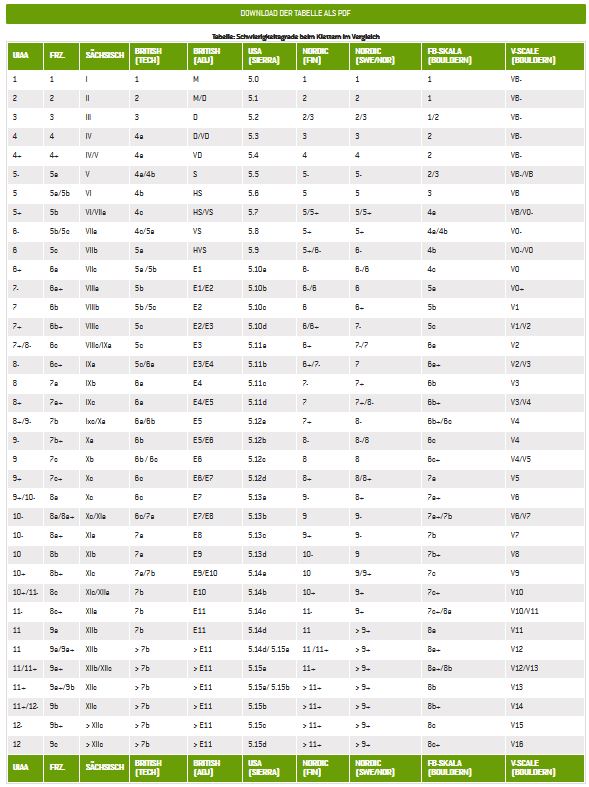 DOWNLOAD DER TABELLE ALS PDF
Tabelle: Schwierigkeitsgrade beim Klettern im Vergleich
UIAA FRZ. SÄCHSISCH BRITISH (TECH) BRITISH (ADJ) USA (SIERRA) NORDIC (FIN) NORDIC (SWE/NOR) FB-SKALA (BOULDERN) V-SCALE (BOULDERN)
1 1 I 1 M 5.0 1 1 1 VB-
2 2 II 2 M/D 5.1 2 2 1 VB-
3 3 III 3 D 5.2 2/3 2/3 1/2 VB-
4 4 IV 4a D/VD 5.3 3 3 2 VB-
4+ 4+ IV/V 4a VD 5.4 4 4 2 VB-
5- 5a V 4a/4b S 5.5 5- 5- 2/3 VB-/VB
5 5a/5b VI 4b HS 5.6 5 5 3 VB
5+ 5b VI/VIIa 4c HS/VS 5.7 5/5+ 5/5+ 4a VB/V0-
6- 5b/5c VIIa 4c/5a VS 5.8 5+ 5+ 4a/4b V0-
6 5c VIIb 5a HVS 5.9 5+/6- 6- 4b V0-/V0
6+ 6a VIIc 5a/5b E1 5.10a 6- 6-/6 4c V0
7- 6a+ VIIIa 5b E1/E2 5.10b 6-/6 6 5a V0+
7 6b VIIIb 5b/5c E2 5.10c 6 6+ 5b V1
7+ 6b+ VIIIc 5c E2/E3 5.10d 6/6+ 7- 5c V1/V2
7+/8- 6c VIIIc/IXa 5c E3 5.11a 6+ 7-/7 6a V2
8- 6c+ IXa 5c/6a E3/E4 5.11b 6+/7- 7 6a+ V2/V3
8 7a IXb 6a E4 5.11c 7- 7+ 6b V3
8+ 7a+ IXc 6a E4/E5 5.11d 7 7+/8- 6b+ V3/V4
8+/9- 7b IXc/Xa 6a/6b E5 5.12a 7+ 8- 6b+/6c V4
9- 7b+ Xa 6b E5/E6 5.12b 8- 8-/8 6c V4
9 7c Xb 6b/6c E6 5.12c 8 8 6c+ V4/V5
9+ 7c+ Xc 6c E6/E7 5.12d 8+ 8/8+ 7a V5
9+/10- 8a Xc 6c E7 5.13a 9- 8+ 7a+ V6
10- 8a/8a+ Xc/XIa 6c/7a E7/E8 5.13b 9 9- 7a+/7b V6/V7
10- 8a+ XIa 7a E8 5.13c 9+ 9- 7b V7
10 8b XIb 7a E9 5.13d 10- 9 7b+ V8
10+ 8b+ XIc 7a/7b E9/E10 5.14a 10 9/9+ 7c V9
10+/11- 8c XIc/XIIa 7b E10 5.14b 10+ 9+ 7c+ V10
11- 8c+ XIIa 7b E11 5.14c 11- 9+ 7c+/8a V10/V11
11 9a XIIb 7b E11 5.14d 11 > 9+ 8a V11
11 9a/9a+ XIIb > 7b > E11 5.14d/ 5.15a 11 /11+ > 9+ 8a+ V12
11/11+ 9a+ XIIb/XIIc > 7b > E11 5.15a 11+ > 9+ 8a+/8b V12/V13
11+ 9a+/9b XIIc > 7b > E11 5.15a/ 5.15b > 11+ > 9+ 8b V13
11+/12- 9b XIIc > 7b > E11 5.15b > 11+ > 9+ 8b+ V14
12- 9b+ > XIIc > 7b > E11 5.15c > 11+ > 9+ 8c V15
12 9c > XIIc > 7b > E11 5.15d > 11+ > 9+ 8c+ V16
UIAA FRZ. SÄCHSISCH BRITISH (TECH) BRITISH (ADJ) USA (SIERRA) NORDIC (FIN) NORDIC (SWE/NOR) FB-SKALA (BOULDERN) V-SCALE (BOULDERN)